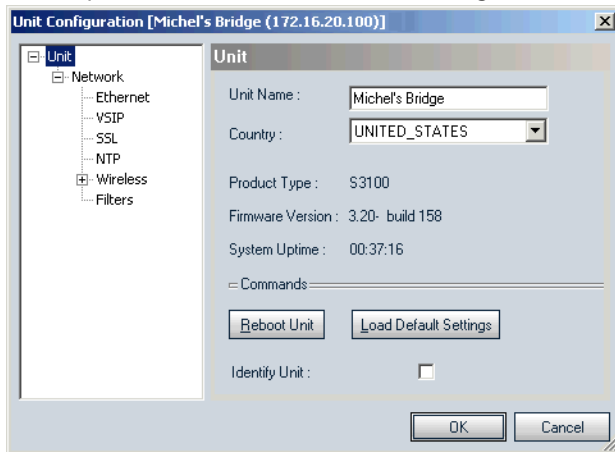 Unit Configuration [Michel's Bridge (172.16.20.100)]
Unit
Network
Ethernet
VSIP
SSL
NTP
Wireless
Filters
Unit
Unit Name : Michel's Bridge
Country : UNITED_STATES
Product Type : S3100
Firmware Version : 3.20- build 158
System Uptime : 00:37:16
Commands
Reboot Unit Load Default Settings
Identify Unit :
OK Cancel